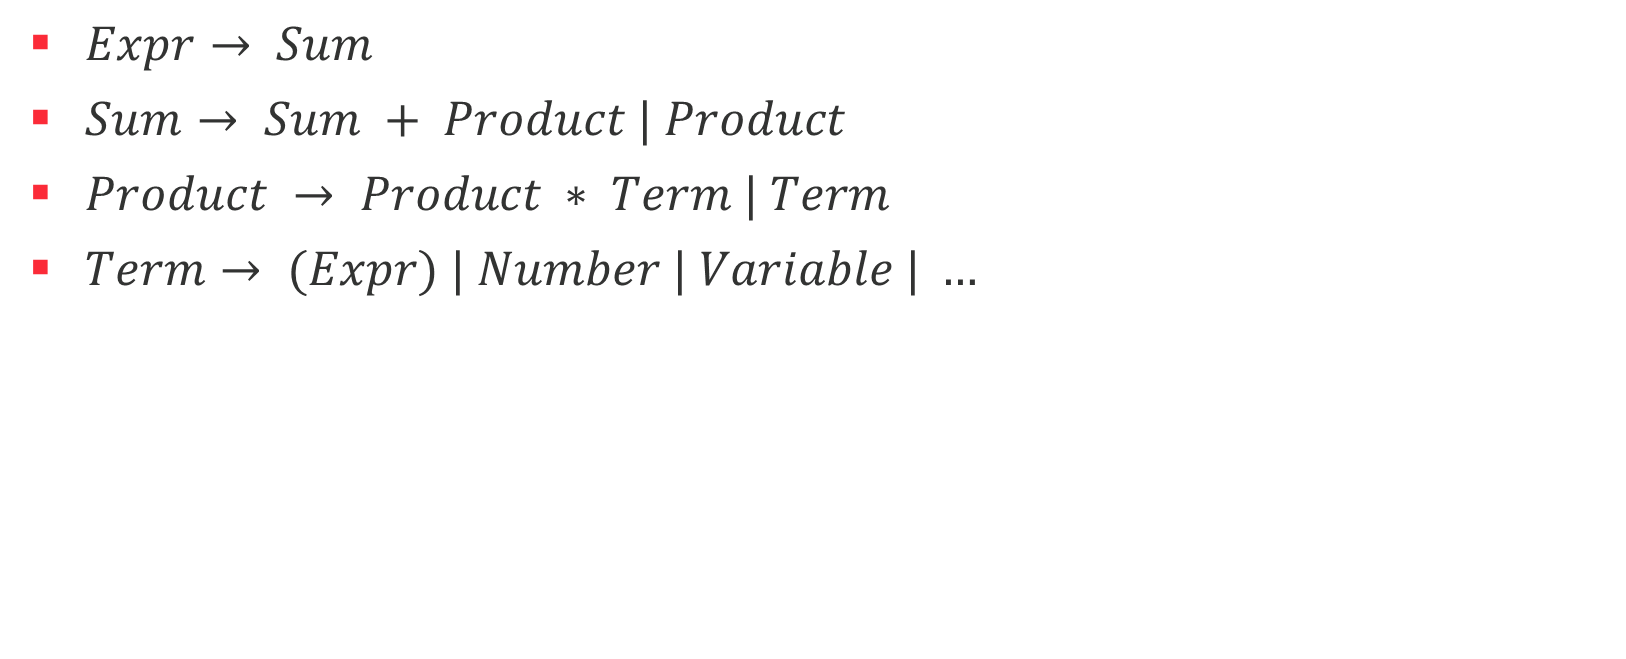 ▪ Expr → Sum
▪ Sum → Sum + Product | Product
▪ Product → Product * Term | Term
▪ Term → (Expr) | Number | Variable | ...